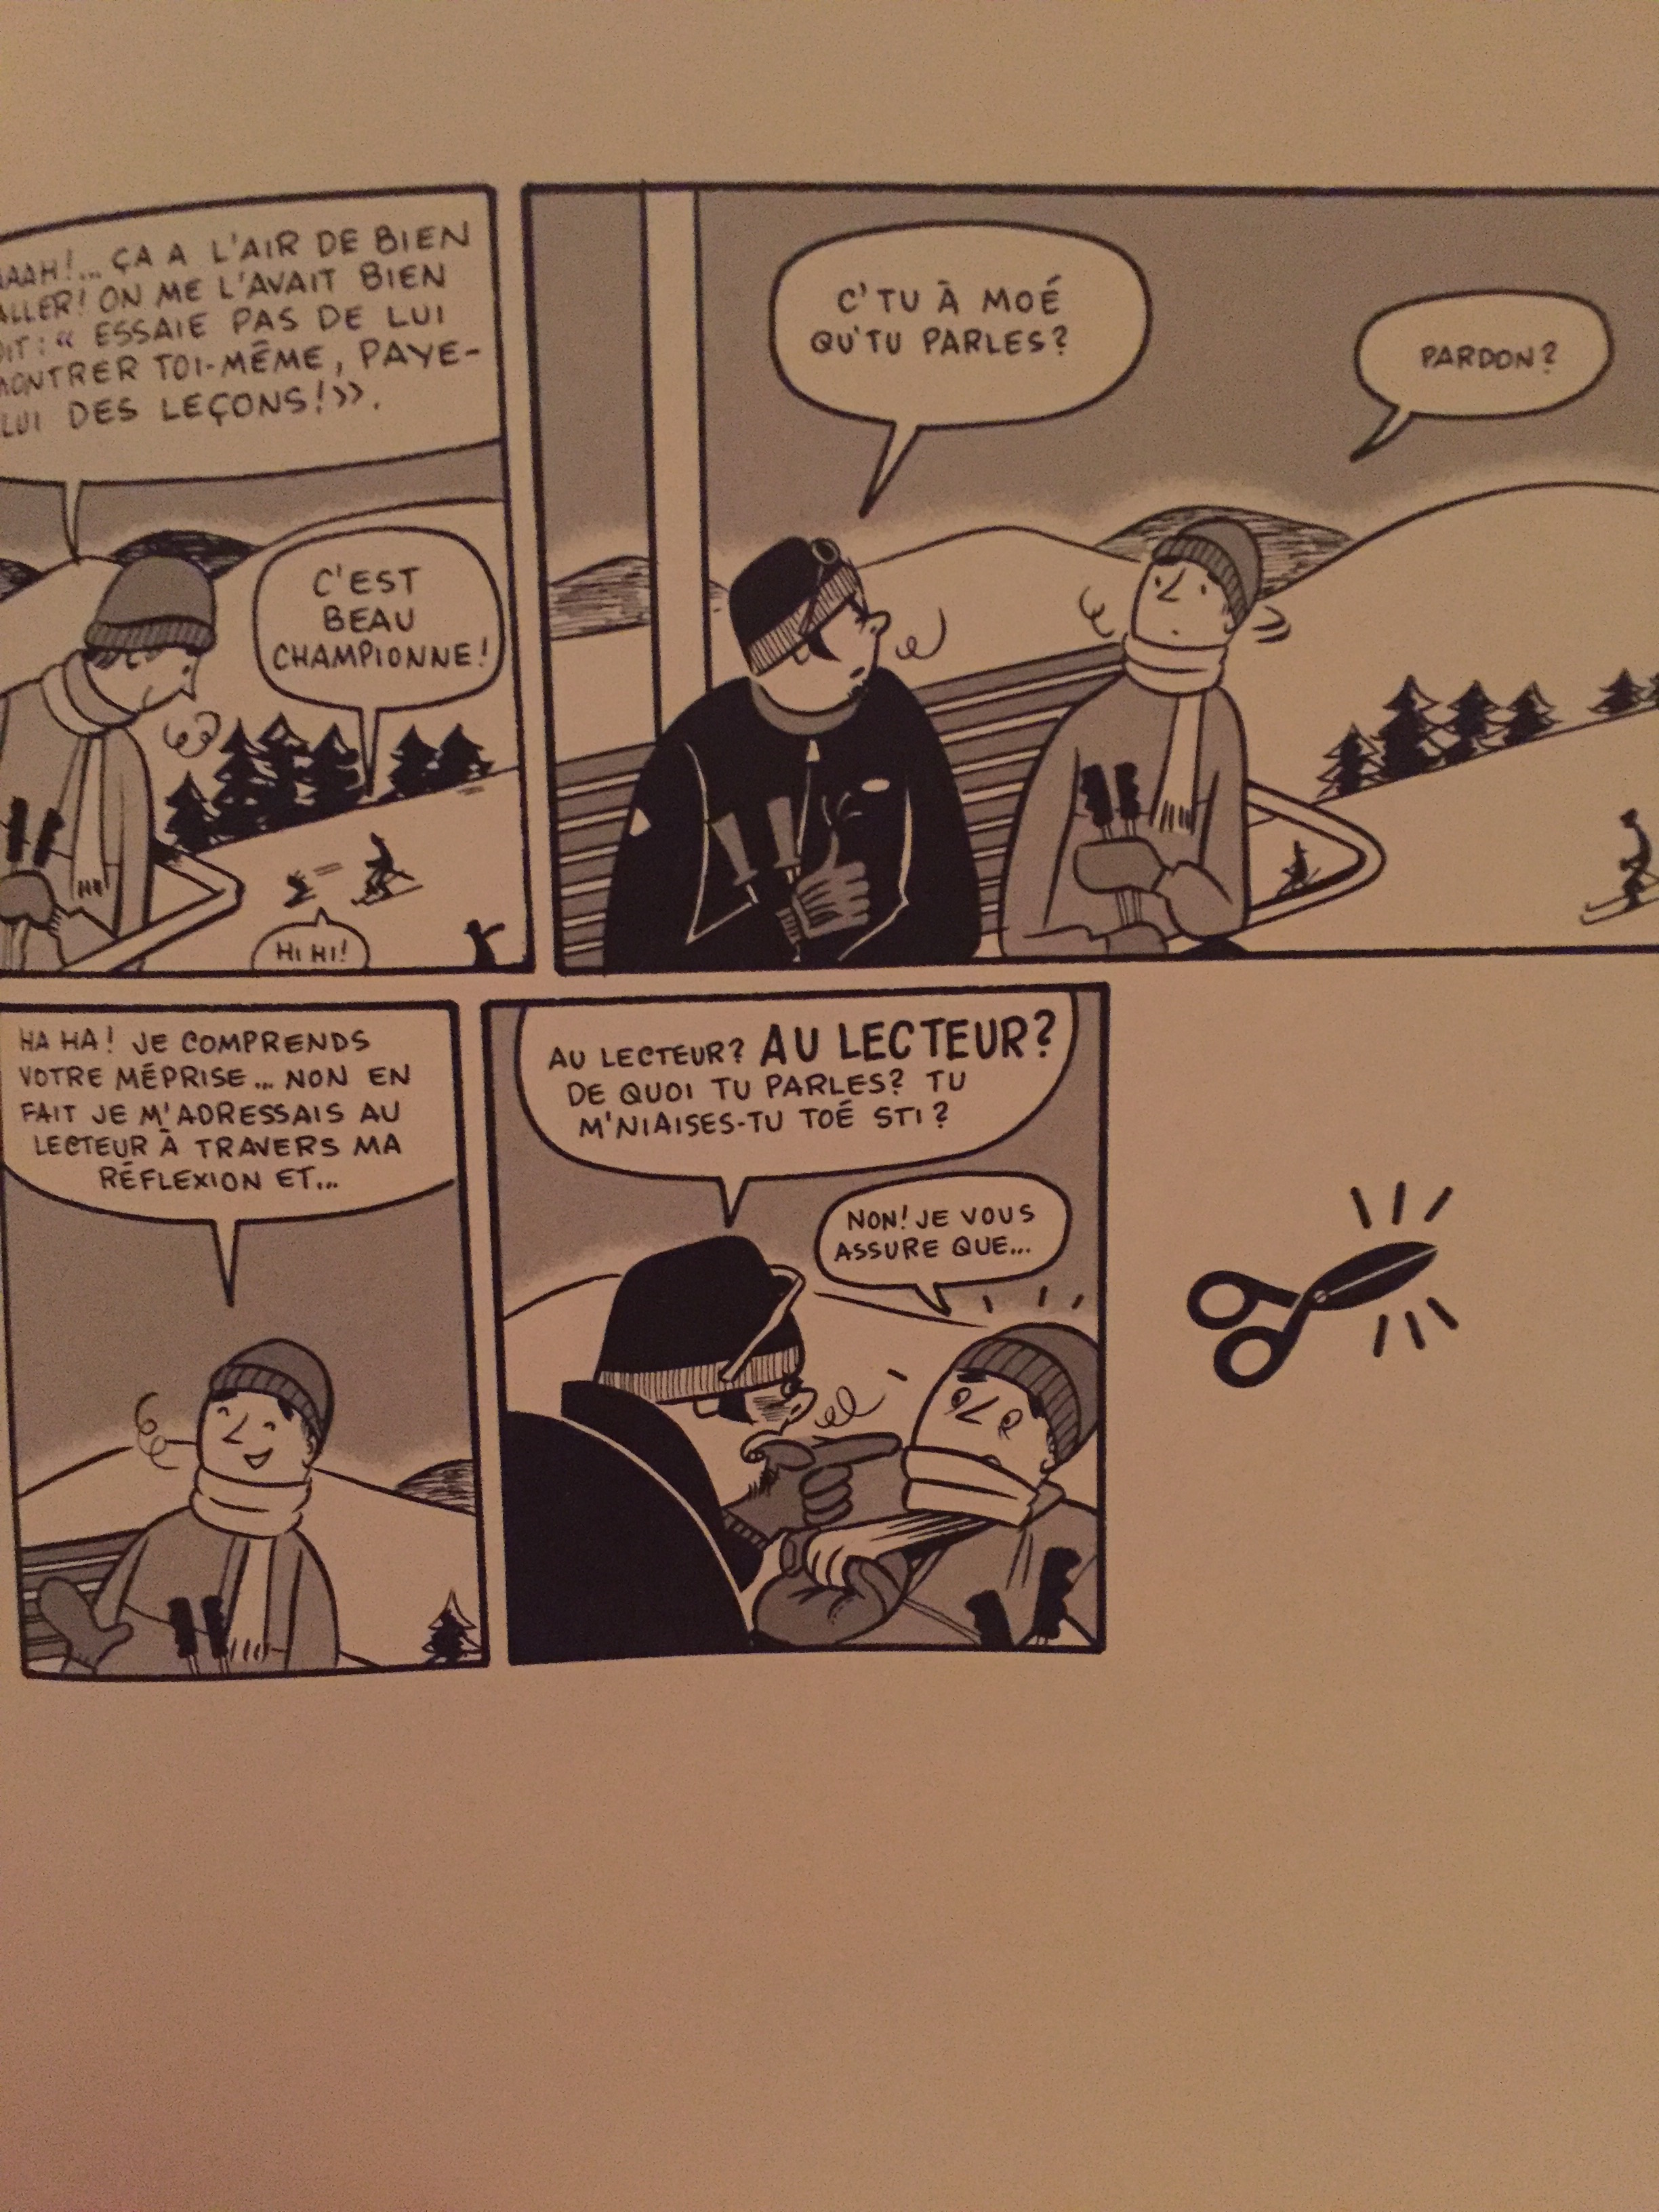 AAAH!... ÇA A L'AIR DE BIEN
ALLER! ON ME L'AVAIT BIEN
DIT : « ESSAIE PAS DE LUI
MONTRER TOI-MÊME, PAYE-
LUI DES LEÇONS! ».
C'EST
BEAU
CHAMPIONNE!
HI HI!
C'TU À MOÉ
QU'TU PARLES?
PARDON?
HA HA! JE COMPRENDS
VOTRE MÉPRISE... NON EN
FAIT JE M'ADRESSAIS AU
LECTEUR À TRAVERS MA
RÉFLEXION ET...
AU LECTEUR? AU LECTEUR?
DE QUOI TU PARLES? TU
M'NIAISES-TU TOÉ STI?
NON! JE VOUS
ASSURE QUE...